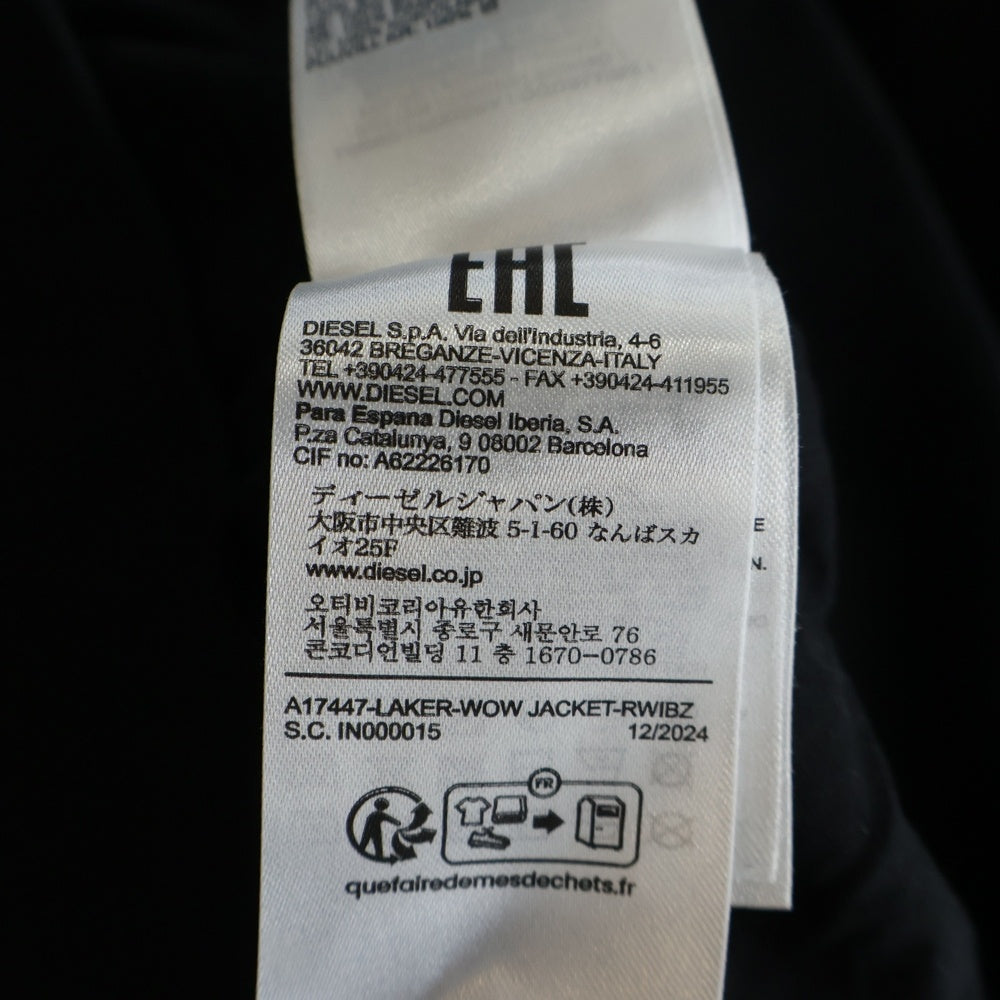 EAC
DIESEL S.p.A. Via dell'Industria, 4-6
36042 BREGANZE-VICENZA-ITALY
TEL +390424-477555 - FAX +390424-411955
WWW.DIESEL.COM
Para Espana Diesel Iberia, S.A.
P.za Catalunya, 9 08002 Barcelona
CIF no: A62226170
ディーゼルジャパン(株)
大阪市中央区難波 5-1-60 なんばスカ
イオ25F
www.diesel.co.jp
오티비코리아유한회사
서울특별시 종로구 새문안로 76
콘코디언빌딩 11 층 1670-0786
A17447-LAKER-WOW JACKET-RWIBZ
S.C. IN000015 12/2024
FR
quefairedemesdechets.fr